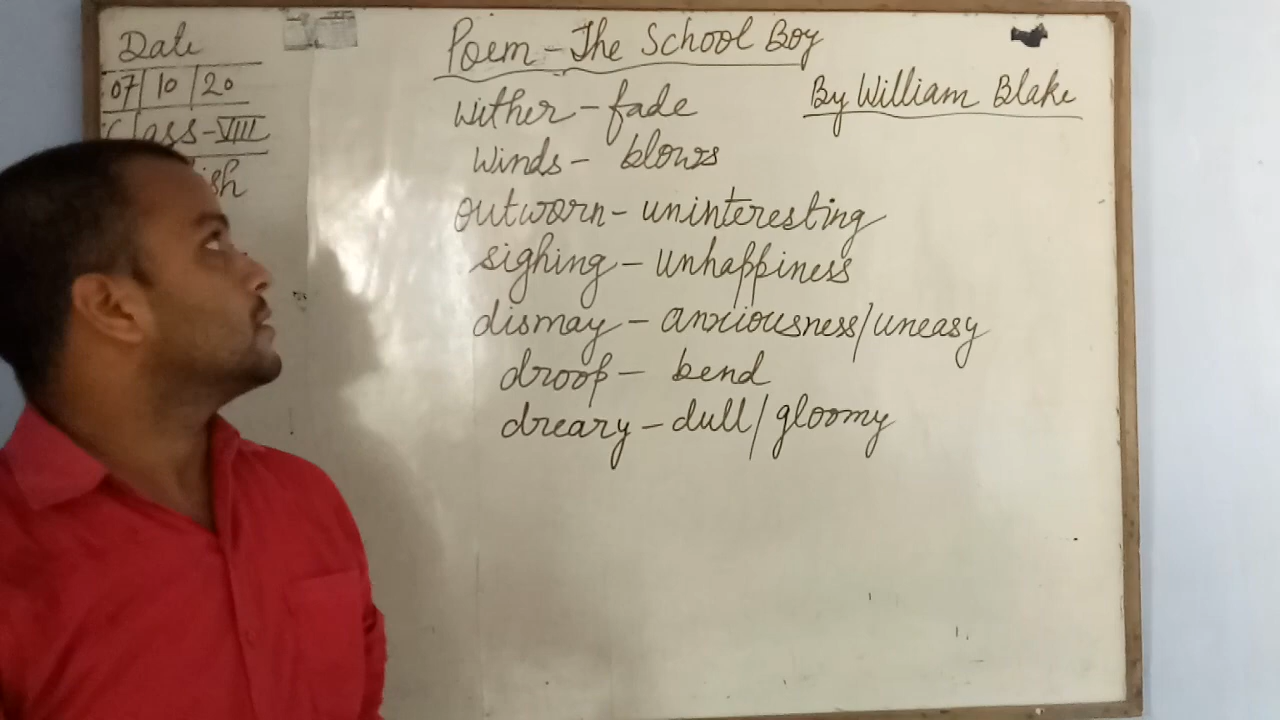 Date
07/10/20
Class-VIII
Poem - The School Boy
By William Blake
wither - fade
winds - blows
outworn - uninteresting
sighing - unhappiness
dismay - anxiousness/uneasy
droop - bend
dreary - dull/gloomy